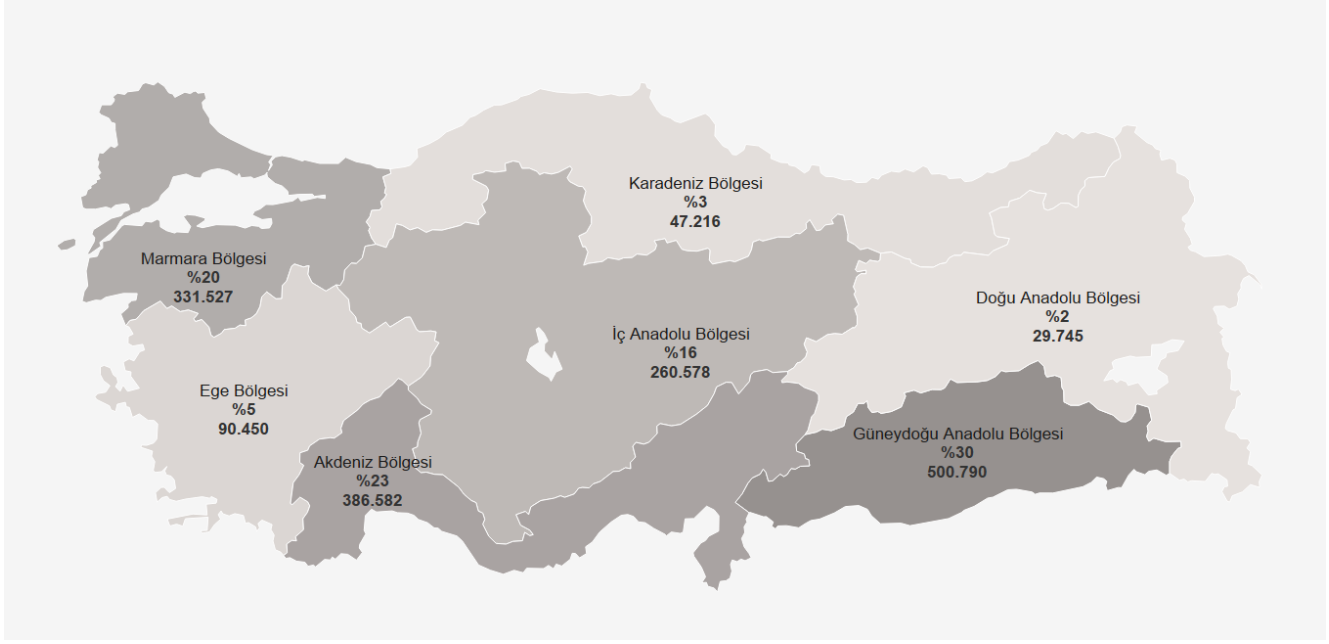 Karadeniz Bölgesi
%3
47.216
Marmara Bölgesi
%20
331.527
Doğu Anadolu Bölgesi
%2
29.745
İç Anadolu Bölgesi
%16
260.578
Ege Bölgesi
%5
90.450
Güneydoğu Anadolu Bölgesi
%30
500.790
Akdeniz Bölgesi
%23
386.582